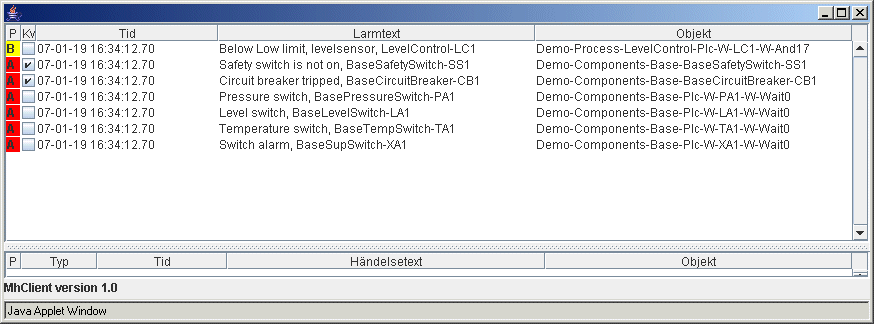 P Kv Tid Larmtext Objekt
B 07-01-19 16:34:12.70 Below Low limit, levelsensor, LevelControl-LC1 Demo-Process-LevelControl-Plc-W-LC1-W-And17
A 07-01-19 16:34:12.70 Safety switch is not on, BaseSafetySwitch-SS1 Demo-Components-Base-BaseSafetySwitch-SS1
A 07-01-19 16:34:12.70 Circuit breaker tripped, BaseCircuitBreaker-CB1 Demo-Components-Base-BaseCircuitBreaker-CB1
A 07-01-19 16:34:12.70 Pressure switch, BasePressureSwitch-PA1 Demo-Components-Base-Plc-W-PA1-W-Wait0
A 07-01-19 16:34:12.70 Level switch, BaseLevelSwitch-LA1 Demo-Components-Base-Plc-W-LA1-W-Wait0
A 07-01-19 16:34:12.70 Temperature switch, BaseTempSwitch-TA1 Demo-Components-Base-Plc-W-TA1-W-Wait0
A 07-01-19 16:34:12.70 Switch alarm, BaseSupSwitch-XA1 Demo-Components-Base-Plc-W-XA1-W-Wait0
P Typ Tid Händelsetext Objekt
MhClient version 1.0
Java Applet Window